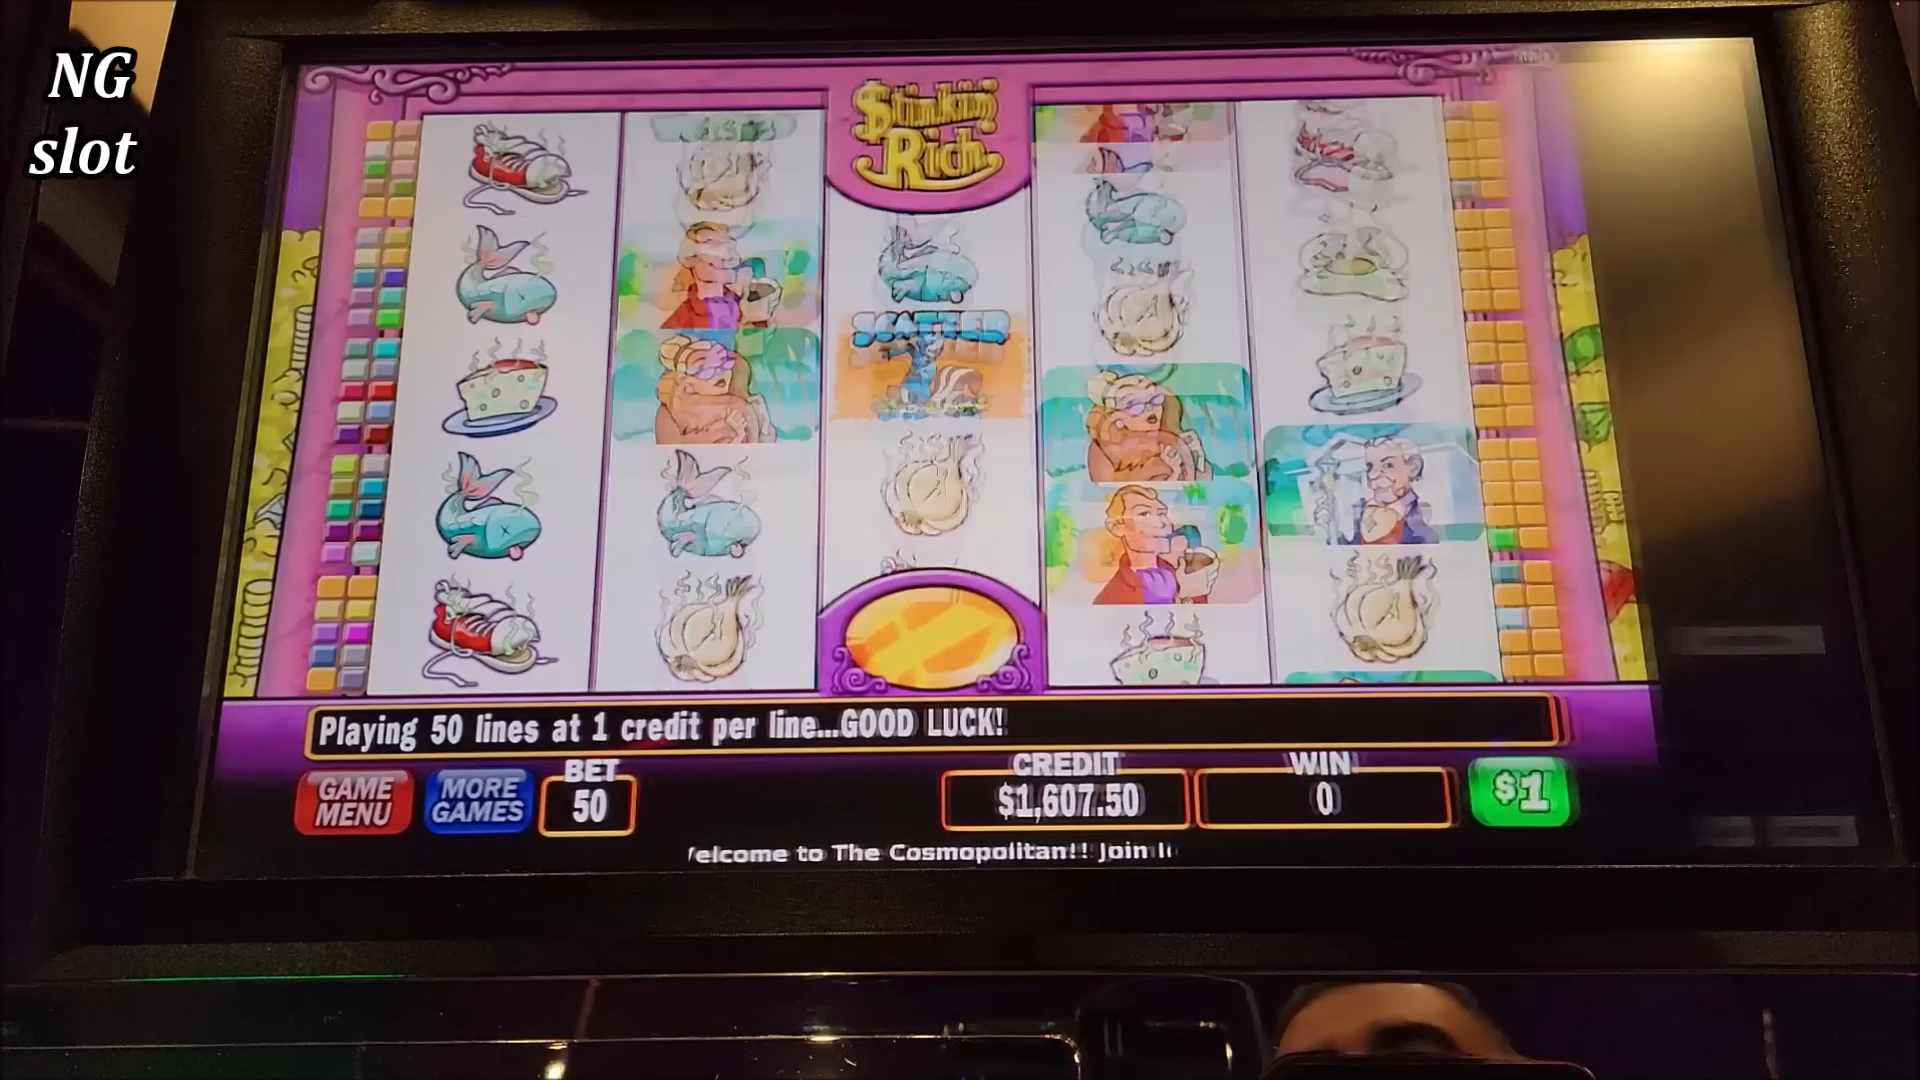 NG
slot
$tinkin
Rich
SCATTER
Playing 50 lines at 1 credit per line...GOOD LUCK!
GAME
MENU
MORE
GAMES
BET
50
CREDIT
$1,607.50
WIN
0
$1
elcome to The Cosmopolitan!! Join